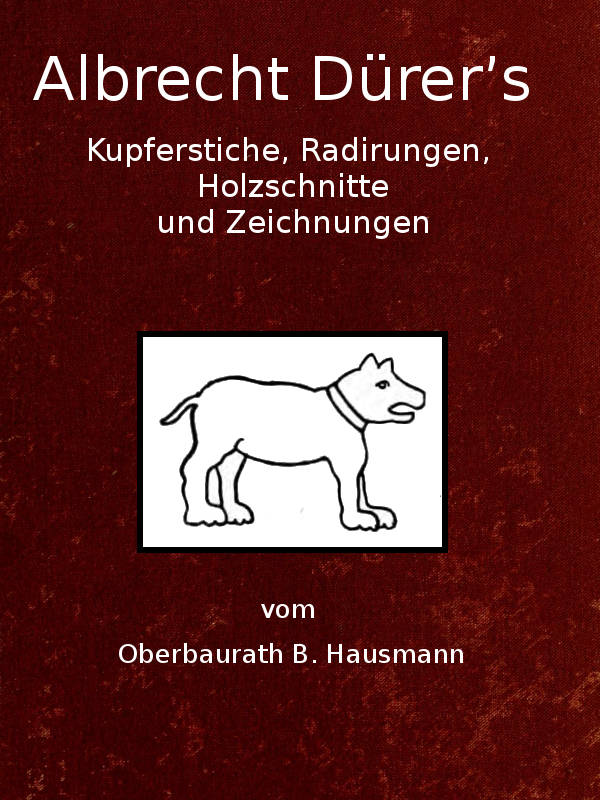 Albrecht Dürer’s
Kupferstiche, Radirungen,
Holzschnitte
und Zeichnungen
vom
Oberbaurath B. Hausmann